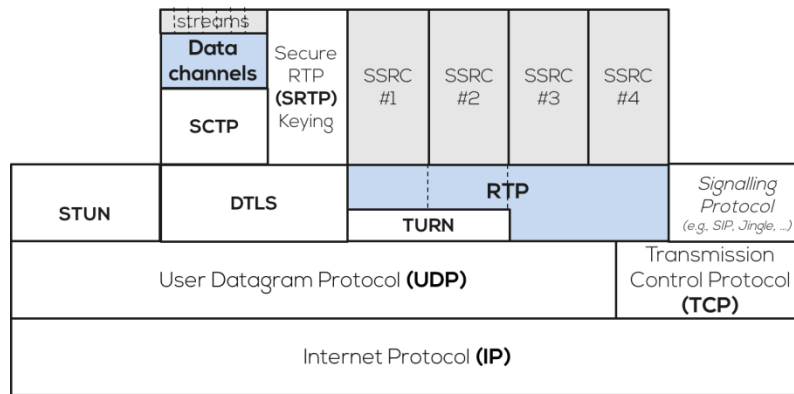 streams
Data
channels
SCTP
Secure
RTP
(SRTP)
Keying
SSRC
#1
SSRC
#2
SSRC
#3
SSRC
#4
STUN
DTLS
RTP
TURN
Signalling
Protocol
(e.g., SIP, Jingle, ...)
User Datagram Protocol (UDP)
Transmission
Control Protocol
(TCP)
Internet Protocol (IP)